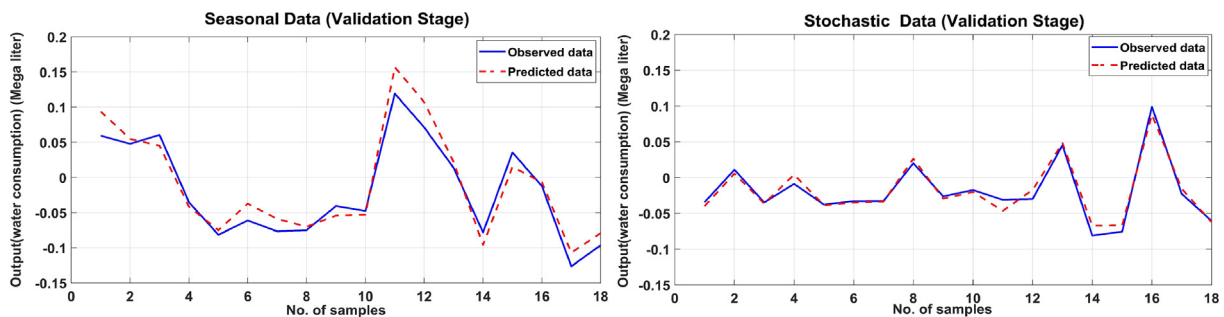 Seasonal Data (Validation Stage)
Output(water consumption) (Mega liter)
0.2
0.15
0.1
0.05
0
-0.05
-0.1
-0.15
0 2 4 6 8 10 12 14 16 18
No. of samples
Observed data
Predicted data
Stochastic Data (Validation Stage)
Output(water consumption) (Mega liter)
0.2
0.15
0.1
0.05
0
-0.05
-0.1
-0.15
0 2 4 6 8 10 12 14 16 18
No. of samples
Observed data
Predicted data